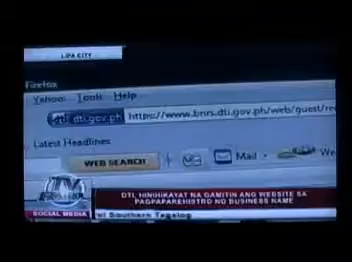 LIPA CITY
Firefox
Yahoo Tools Help
dti.gov.ph https://www.bnrs.dti.gov.ph/web/guest/re
Latest Headlines
WEB SEARCH Mail We
TV
DTI, HINIHIKAYAT NA GAMITIN ANG WEBSITE SA
PAGPAPAREHISTRO NG BUSINESS NAME
SOCIAL MEDIA
Southern Tagalog